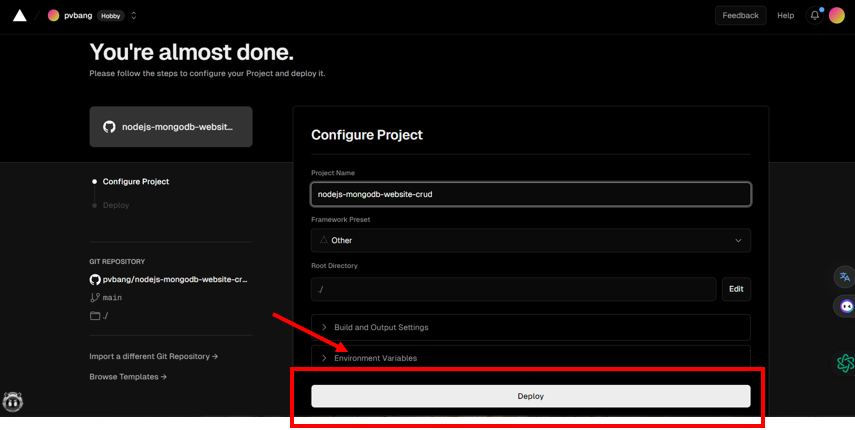 pvbang Hobby
Feedback
Help
You're almost done.
Please follow the steps to configure your Project and deploy it.
nodejs-mongodb-websit...
Configure Project
Deploy
GIT REPOSITORY
pvbang/nodejs-mongodb-website-cr...
main
./
Import a different Git Repository →
Browse Templates →
Configure Project
Project Name
nodejs-mongodb-website-crud
Framework Preset
Other
Root Directory
./
Edit
Build and Output Settings
Environment Variables
Deploy